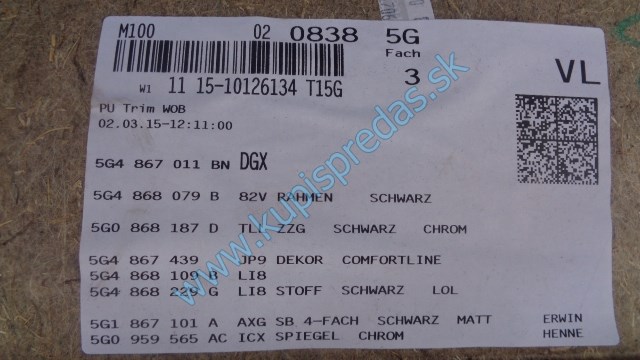 M100 02 0838 5G
Fach
W1 11 15-10126134 T15G 3 VL
PU Trim WOB
02.03.15-12:11:00
5G4 867 011 BN DGX
5G4 868 079 B 82V RAHMEN SCHWARZ
5G0 868 187 D ZZG SCHWARZ CHROM
5G4 867 439 JP9 DEKOR COMFORTLINE
5G4 868 109 B LI8
5G4 868 229 G LI8 STOFF SCHWARZ LOL
5G1 867 101 A AXG SB 4-FACH SCHWARZ MATT ERWIN
5G0 959 565 AC ICX SPIEGEL CHROM HENNE
www.kupispredas.sk